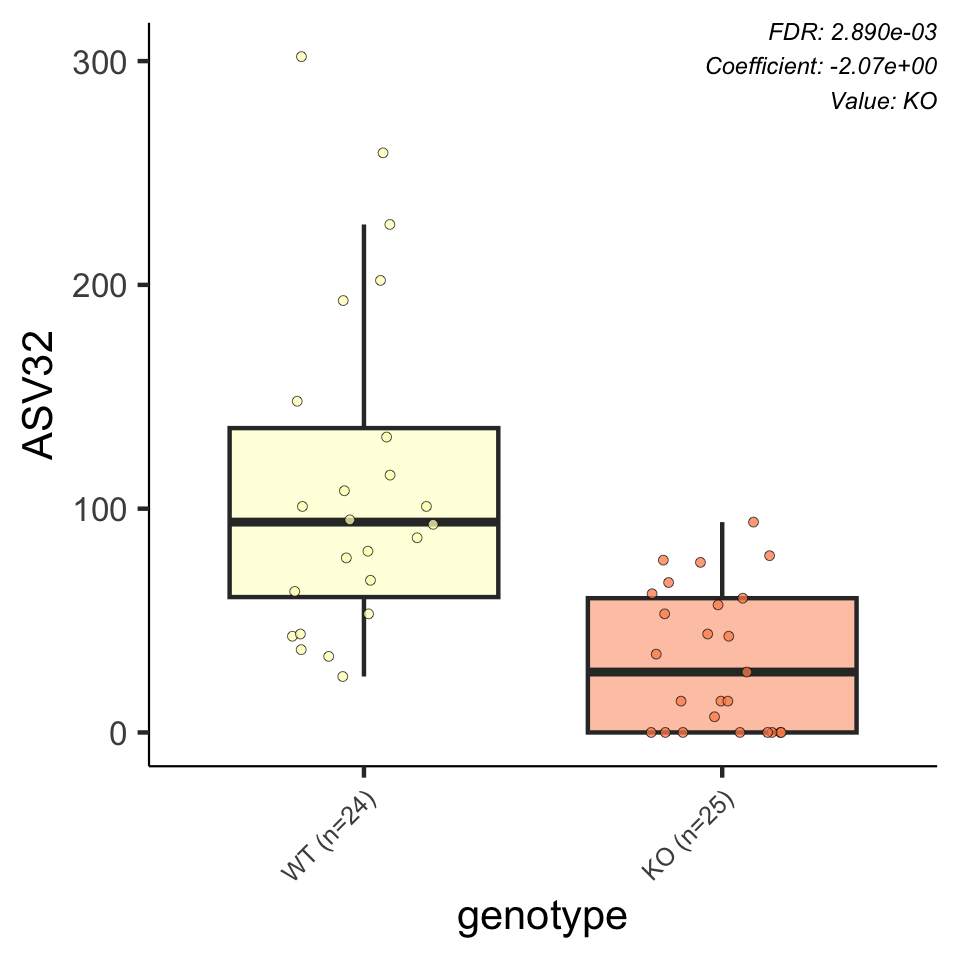 FDR: 2.890e-03
Coefficient: -2.07e+00
Value: KO
300
200
100
0
ASV32
WT (n=24)
KO (n=25)
genotype